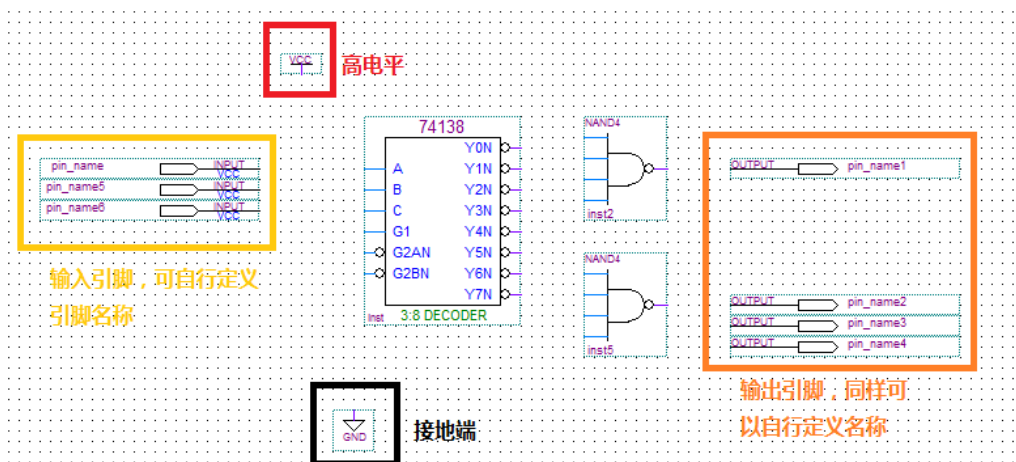 VCC
高电平
74138
NAND4
Y0N
pin_name
INPUT
VCC
A
Y1N
OUTPUT
pin_name1
pin_name5
INPUT
VCC
B
Y2N
pin_name6
INPUT
VCC
C
Y3N
inst2
G1
Y4N
G2AN
Y5N
NAND4
G2BN
Y6N
输入引脚，可自行定义
引脚名称
Y7N
OUTPUT
pin_name2
inst
3:8 DECODER
OUTPUT
pin_name3
inst5
OUTPUT
pin_name4
输出引脚，同样可
以自行定义名称
GND
接地端